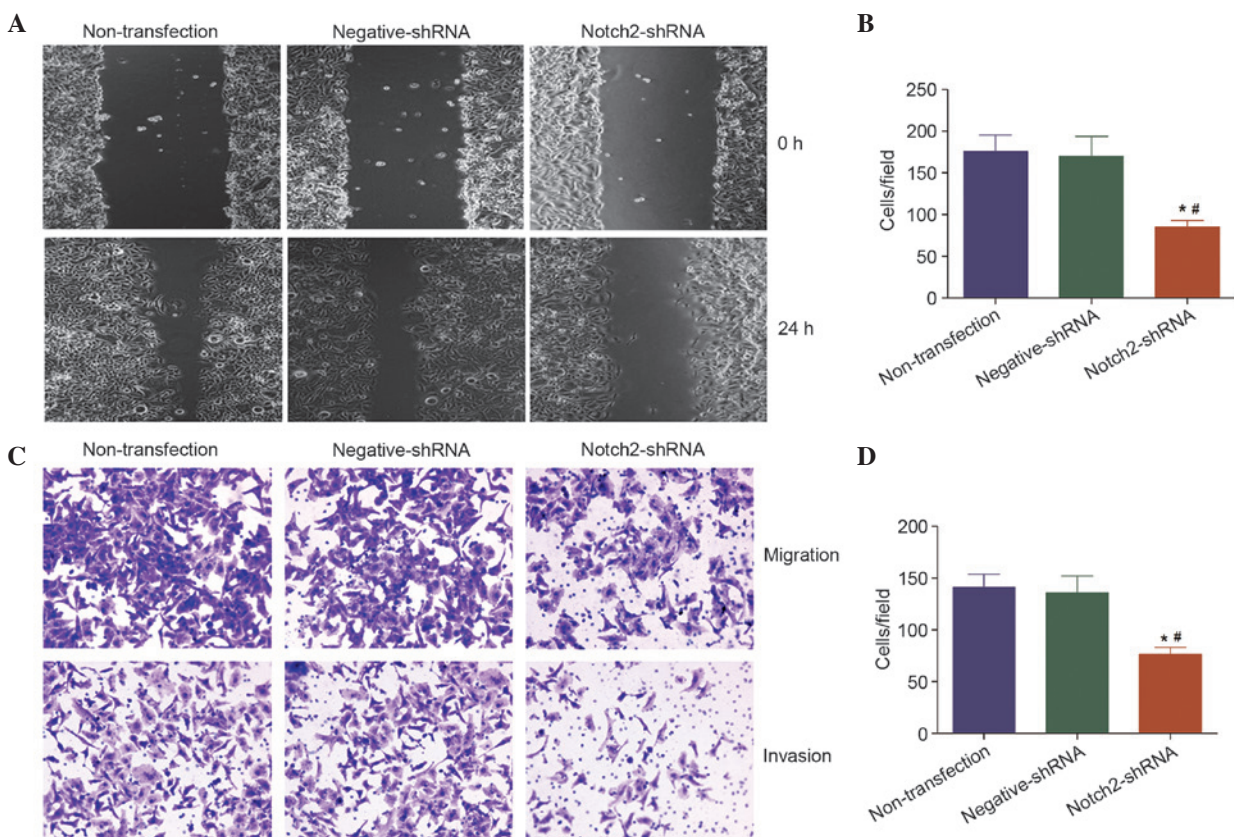 A
Non-transfection Negative-shRNA Notch2-shRNA
0 h
24 h
B
250
200
150
100
50
0
Cells/field
* #
Non-transfection
Negative-shRNA
Notch2-shRNA
C
Non-transfection Negative-shRNA Notch2-shRNA
Migration
Invasion
D
200
150
100
50
0
Cells/field
* #
Non-transfection
Negative-shRNA
Notch2-shRNA